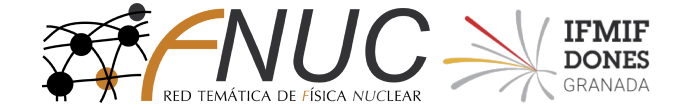 FNUC
RED TEMÁTICA DE FÍSICA NUCLEAR
IFMIF
DONES
GRANADA